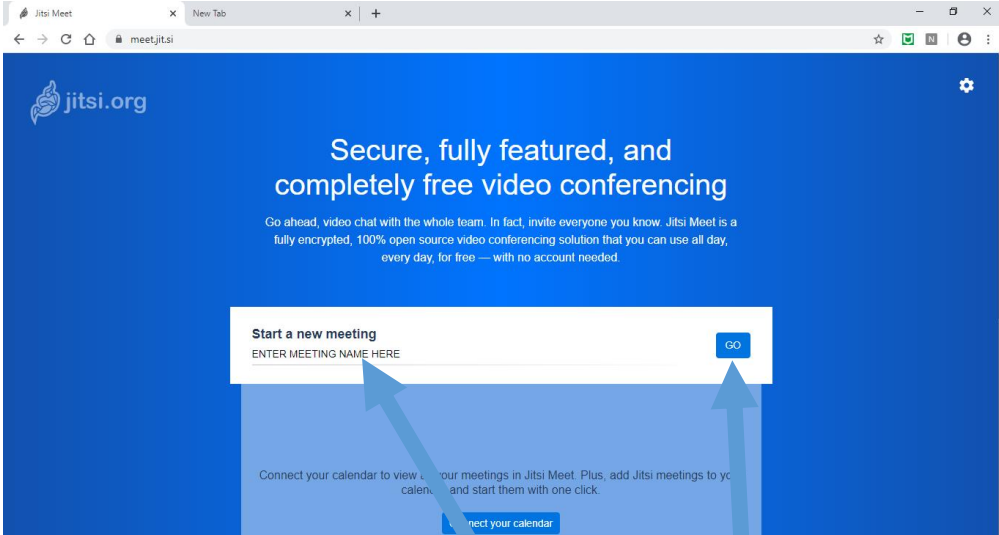 Jitsi Meet New Tab
meet.jit.si
N
jitsi.org
Secure, fully featured, and
completely free video conferencing
Go ahead, video chat with the whole team. In fact, invite everyone you know. Jitsi Meet is a
fully encrypted, 100% open source video conferencing solution that you can use all day,
every day, for free — with no account needed.
Start a new meeting
ENTER MEETING NAME HERE
GO
Connect your calendar to view your meetings in Jitsi Meet. Plus, add Jitsi meetings to
and start them with one click.
your calendar